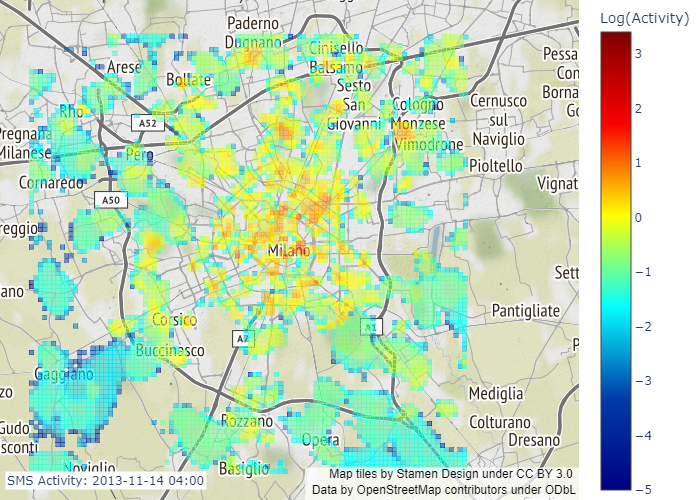 Log(Activity)
Paderno
Dugnano
Cinisello
Balsamo
Arese
Bollate
Sesto
San
Giovanni
Cologno
Monzese
Cernusco
sul
Naviglio
Pessa
Con
Borna
Go
Rho
A52
Pregnana
Milanese
Pero
Vimodrone
Pioltello
Cornaredo
Vignat
A50
reggio
Milano
Sett
ano
Pantigliate
Corsico
A7
A1
Buccinasco
P
Gaggiano
zo
Mediglia
Gudo
sconti
Rozzano
Opera
Colturano
Dresano
Noviglio
Basiglio
SMS Activity: 2013-11-14 04:00
Map tiles by Stamen Design under CC BY 3.0
Data by OpenStreetMap contributors under ODbL
3
2
1
0
−1
−2
−3
−4
−5